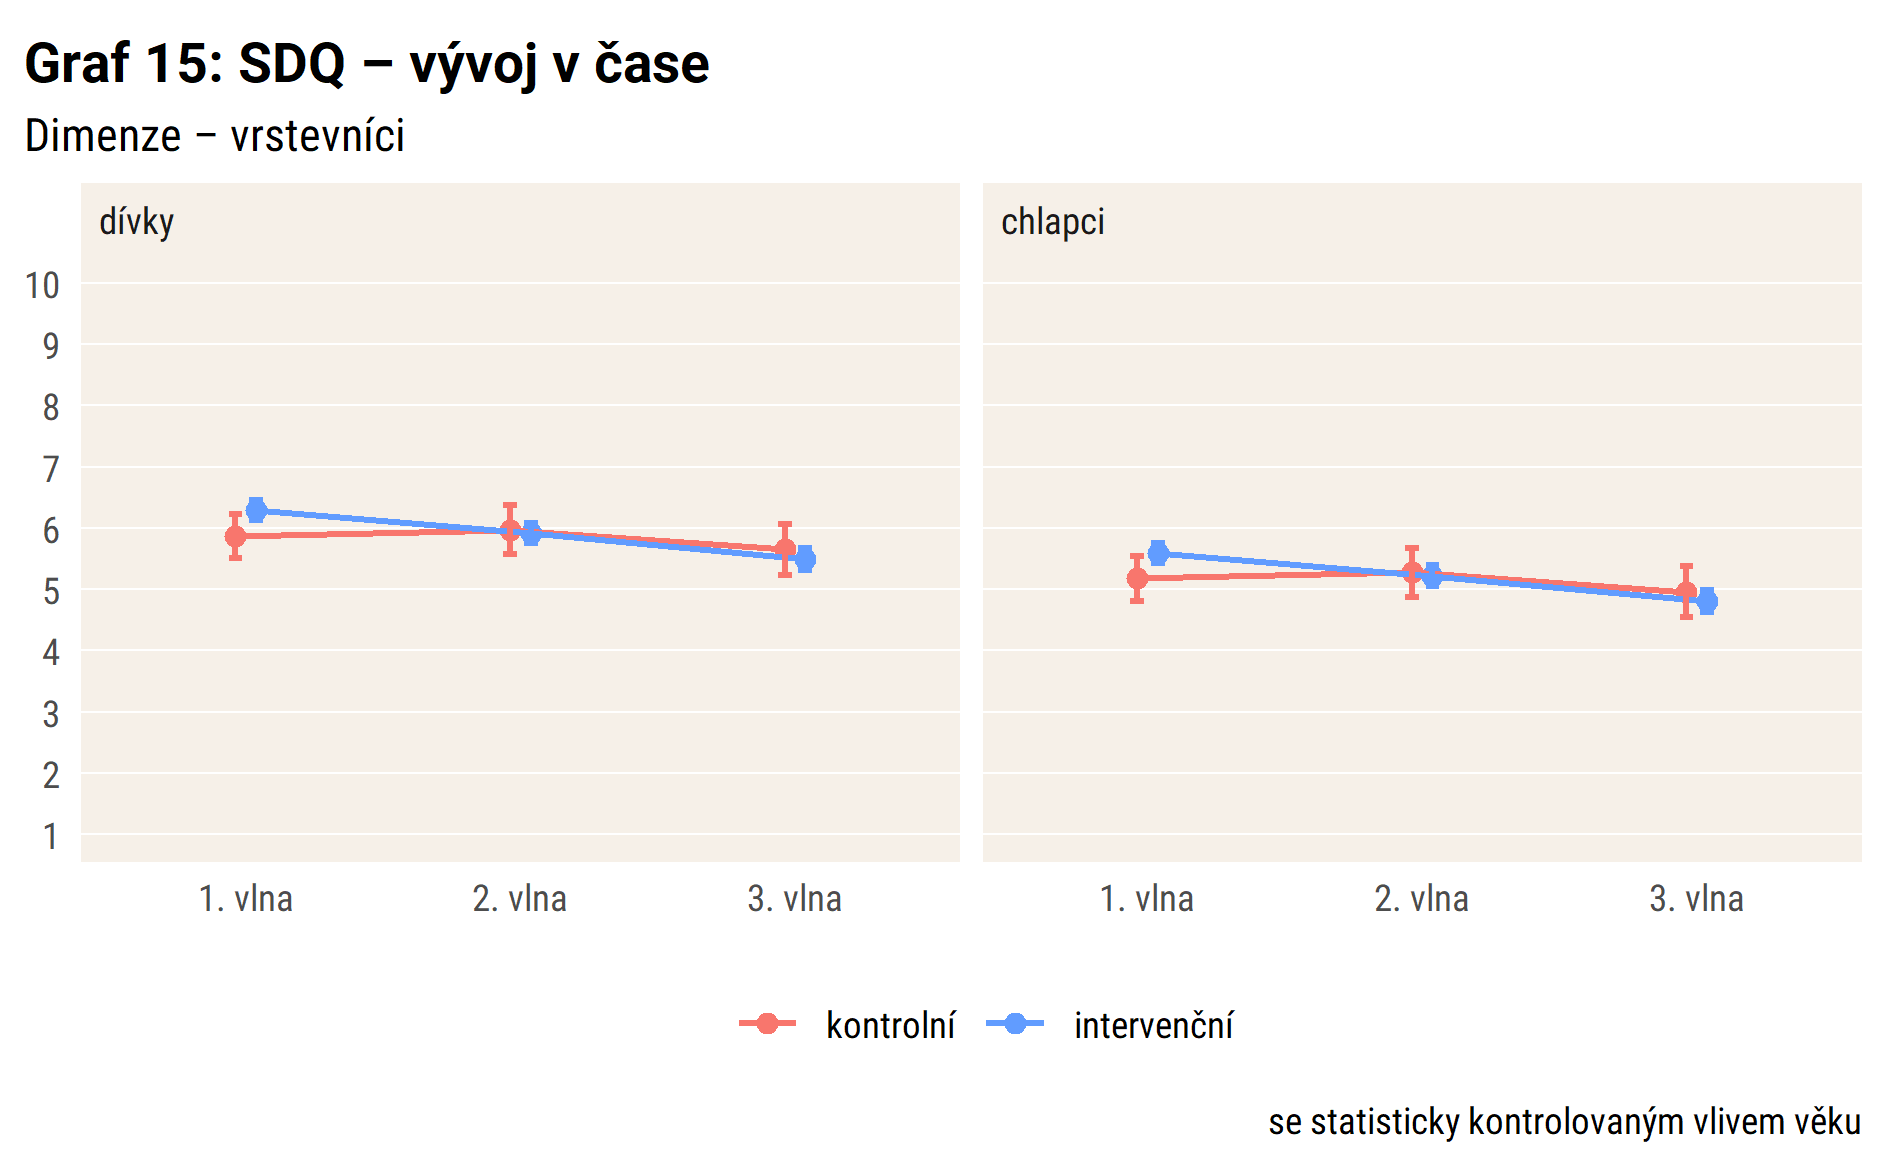 Graf 15: SDQ – vývoj v čase
Dimenze – vrstevníci
dívky
chlapci
10
9
8
7
6
5
4
3
2
1
1. vlna 2. vlna 3. vlna
1. vlna 2. vlna 3. vlna
kontrolní intervenční
se statisticky kontrolovaným vlivem věku